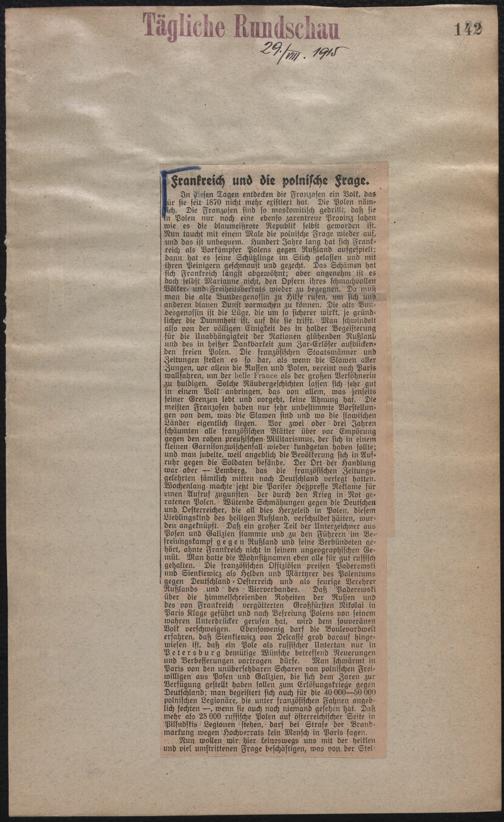 Tägliche Rundschau
142
29./VIII. 1915
Frankreich und die polnische Frage.
In diesen Tagen entdecken die Franzosen ein Volk, das
für sie seit 1870 nicht mehr existiert hat. Die Polen näm-
lich. Die Franzosen sind so moskowitisch gedrillt, daß sie
in Polen nur noch eine ebenso zarentreue Provinz sahen
wie es die blauweißrote Republik selbst geworden ist.
Nun taucht mit einem Male die polnische Frage wieder auf,
und das ist unbequem. Hundert Jahre lang hat sich Frank-
reich als Vorkämpfer Polens gegen Rußland aufgespielt;
dann hat es seine Schützlinge im Stich gelassen und mit
ihren Peinigern geschmaust und gezecht. Das Schämen hat
sich Frankreich längst abgewöhnt; aber angenehm ist es
doch selbst Marianne nicht, den Opfern ihres schmachvollen
Völker- und Freiheitsverrats wieder zu begegnen. Da muß
man die alte Bundesgenossin zu Hilfe rufen, um sich und
anderen blauen Dunst vormachen zu können. Die alte Bun-
desgenossin ist die Lüge, die um so sicherer wirkt, je gründ-
licher die Dummheit ist, auf die sie trifft. Man schwindelt
also von der völligen Einigkeit des in holder Begeisterung
für die Unabhängigkeit der Nationen glühenden Rußland
und des in heißer Dankbarkeit zum Zar-Erlöser aufblicken-
den freien Polen. Die französischen Staatsmänner und
Zeitungen stellen es so dar, als wenn die Slawen aller
Zungen, vor allem die Russen und Polen, vereint nach Paris
wallfahren, um der belle France als der großen Versöhnerin
zu huldigen. Solche Räubergeschichten lassen sich sehr gut
in einem Volk anbringen, das von allem, was jenseits
seiner Grenzen lebt und vorgeht, keine Ahnung hat. Die
meisten Franzosen haben nur sehr unbestimmte Vorstellun-
gen von dem, was die Slawen sind und wo die slawischen
Länder eigentlich liegen. Vor zwei oder drei Jahren
schäumten alle französischen Blätter über vor Empörung
gegen den rohen preußischen Militarismus, der sich in einem
kleinen Garnisonzwischenfall wieder kundgetan haben sollte;
und man jubelte, weil angeblich die Bevölkerung sich in Auf-
ruhr gegen die Soldaten befände. Der Ort der Handlung
war aber — Lemberg, das die französischen Zeitungs-
gelehrten sämtlich mitten nach Deutschland verlegt hatten.
Wochenlang machte jetzt die Pariser Hetzpresse Reklame für
einen Aufruf zugunsten der durch den Krieg in Not ge-
ratenen Polen. Wütende Schmähungen gegen die Deutschen
und Oesterreicher, die all dies Herzeleid in Polen, diesem
Lieblingskind des heiligen Rußland, verschuldet hätten, wur-
den angeknüpft. Daß ein großer Teil der Unterzeichner aus
Posen und Galizien stammte und zu den Führern im Be-
freiungskampf gegen Rußland und seine Verbündeten ge-
hört, ahnte Frankreich nicht in seinem ungeographischen Ge-
müt. Man hatte die Wohnsitznamen eben alle für gut russisch
gehalten. Die französischen Offiziösen preisen Paderewski
und Sienkiewicz als Helden und Märtyrer des Polentums
gegen Deutschland-Oesterreich und als feurige Verehrer
Rußlands und des Vierverbandes. Daß Paderewski
über die himmelschreienden Roheiten der Russen und
des von Frankreich vergötterten Großfürsten Nikolai in
Paris Klage geführt und nach Befreiung Polens von seinem
wahren Unterdrücker gerufen hat, wird dem souveränen
Volk verschwiegen. Ebensowenig darf die Boulevardwelt
erfahren, daß Sienkiewicz von Delcassé grob darauf hinge-
wiesen ist, daß ein Pole als russischer Untertan nur in
Petersburg demütige Wünsche betreffend Neuerungen
und Verbesserungen vortragen dürfe. Man schwärmt in
Paris von den unübersehbaren Scharen von polnischen Frei-
willigen aus Posen und Galizien, die sich dem Zaren zur
Verfügung gestellt haben sollen zum Erlösungskriege gegen
Deutschland; man begeistert sich auch für die 40 000—50 000
polnischen Legionäre, die unter französischen Fahnen angeb-
lich fechten —, wenn sie auch noch niemand gesehen hat. Daß
mehr als 28 000 russische Polen auf österreichischer Seite in
Pilsudskis Legionen stehen, darf bei Strafe der Brand-
markung wegen Hochverrats kein Mensch in Paris sagen.
Nun wollen wir hier keineswegs uns mit der heiklen
und viel umstrittenen Frage beschäftigen, was von der Stel-